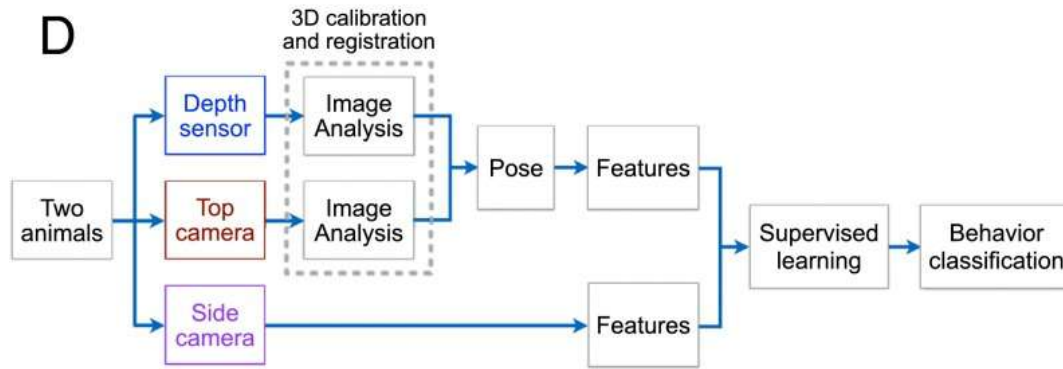 D
3D calibration
and registration
Depth
sensor
Image
Analysis
Pose
Features
Two
animals
Top
camera
Image
Analysis
Supervised
learning
Behavior
classification
Side
camera
Features